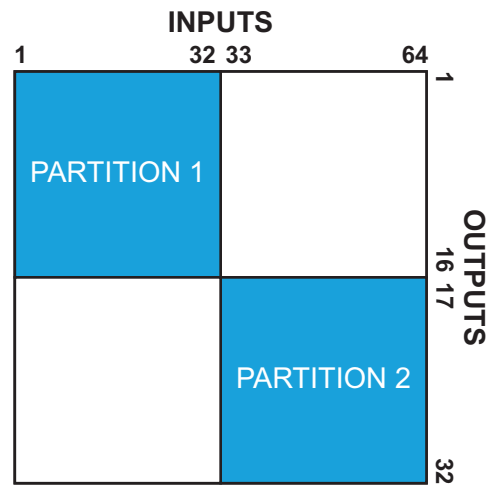 INPUTS
1 32 33 64
1
PARTITION 1
16
17
OUTPUTS
PARTITION 2
32